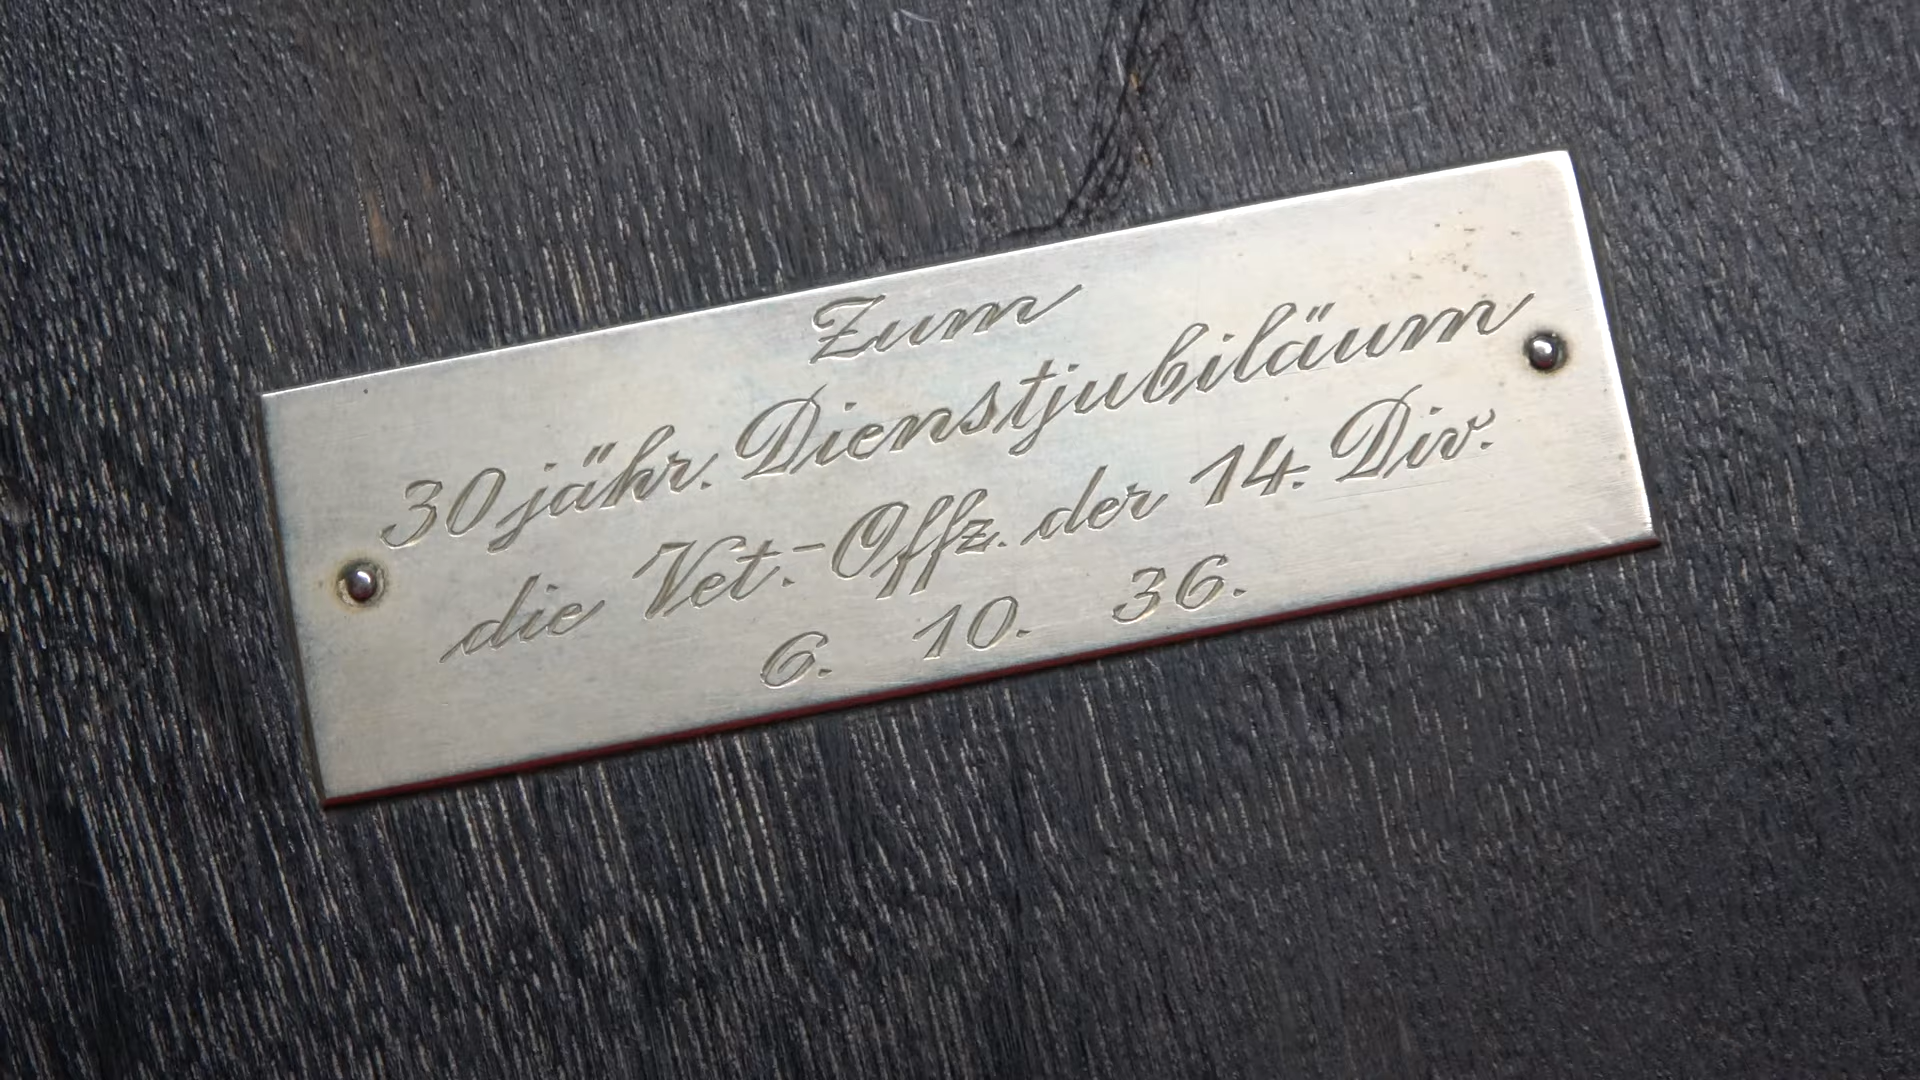 Zum
30 jähr. Dienstjubiläum
die Vet.-Offz. der 14. Div.
6. 10. 36.